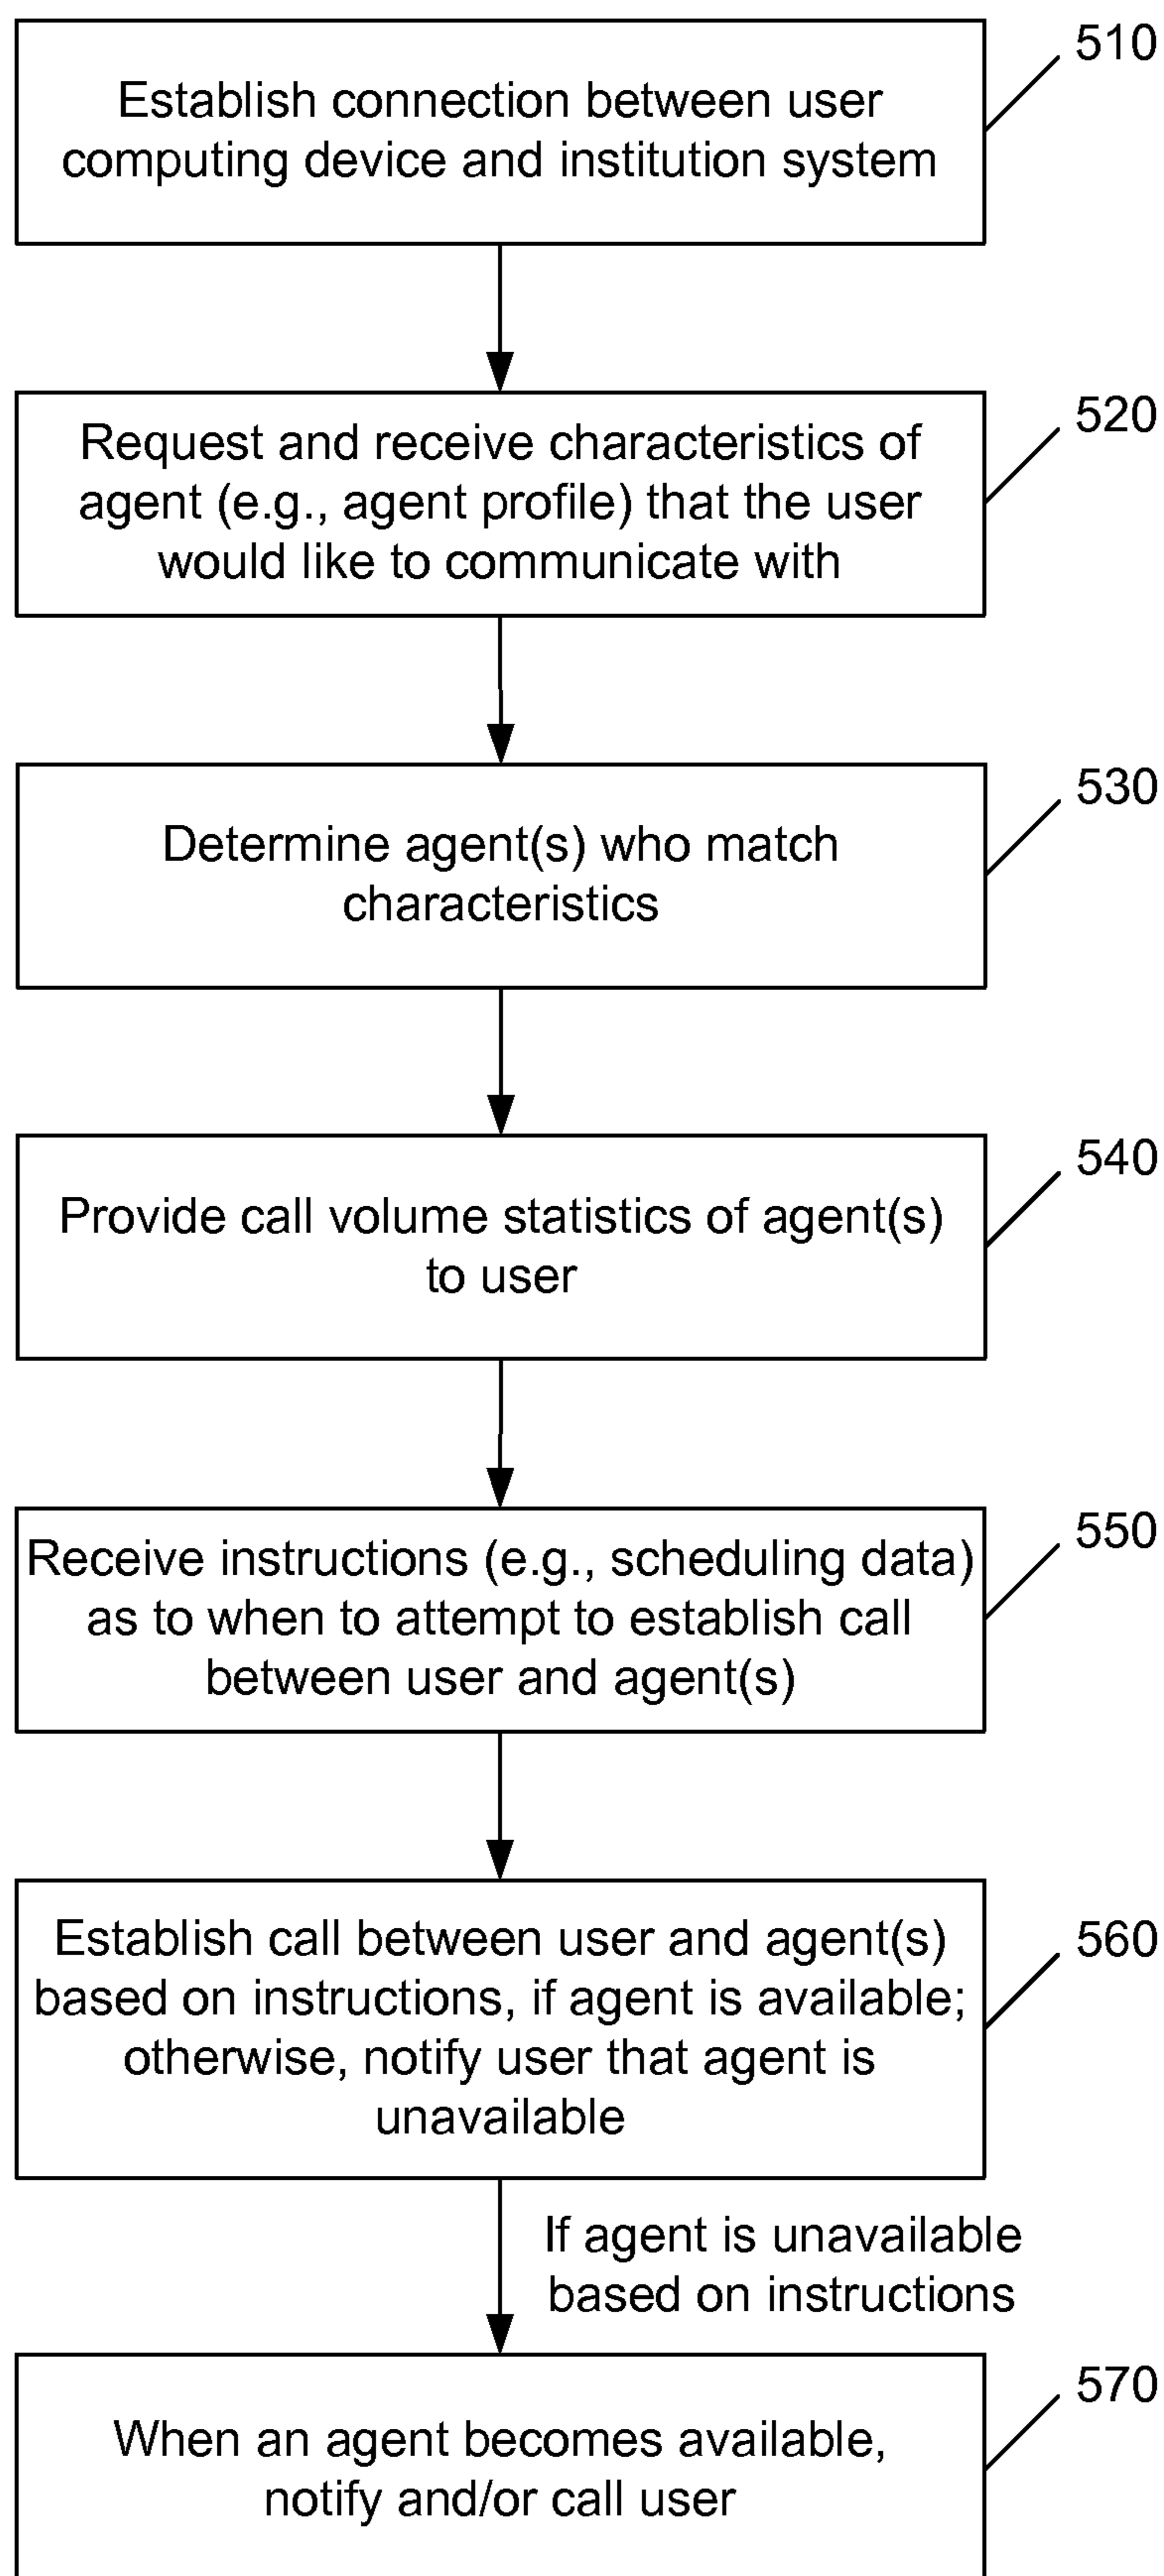 510
Establish connection between user
computing device and institution system
520
Request and receive characteristics of
agent (e.g., agent profile) that the user
would like to communicate with
530
Determine agent(s) who match
characteristics
540
Provide call volume statistics of agent(s)
to user
550
Receive instructions (e.g., scheduling data)
as to when to attempt to establish call
between user and agent(s)
560
Establish call between user and agent(s)
based on instructions, if agent is available;
otherwise, notify user that agent is
unavailable
If agent is unavailable
based on instructions
570
When an agent becomes available,
notify and/or call user